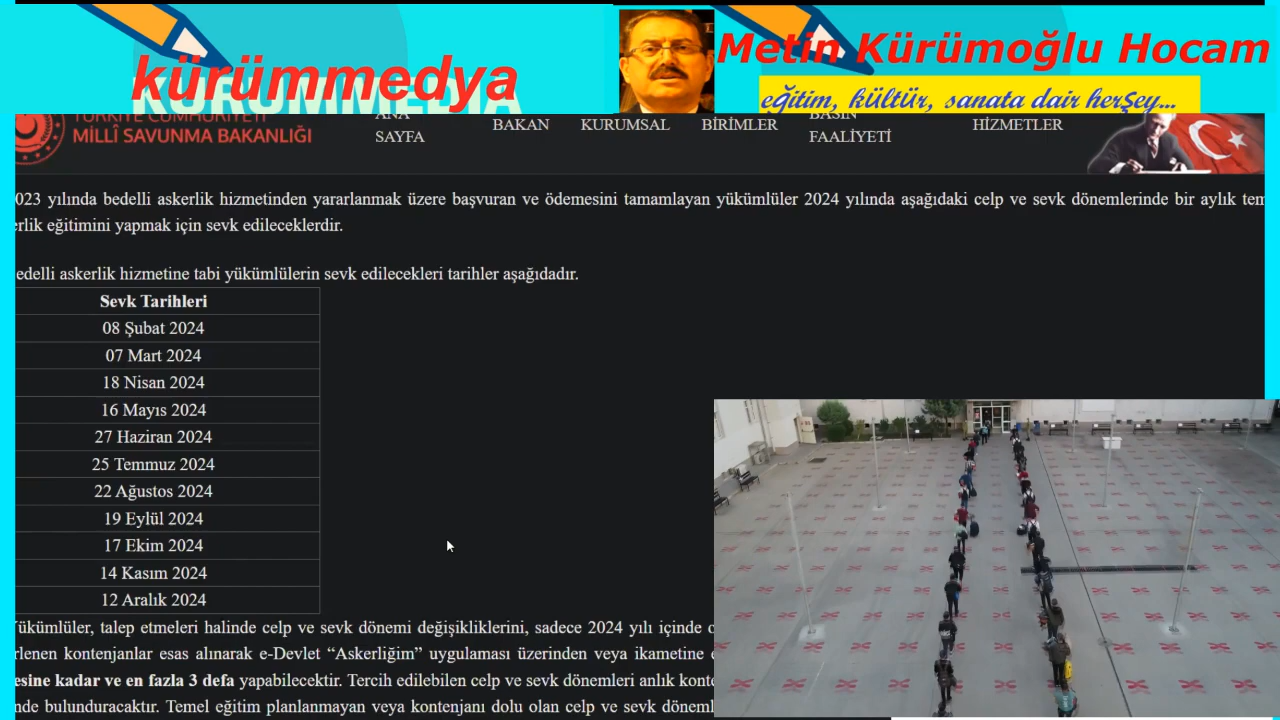 kürümmedya
KÜRÜMMEDYA
Metin Kürümoğlu Hocam
eğitim, kültür, sanata dair herşey...
TÜRKİYE CUMHURİYETİ
MİLLÎ SAVUNMA BAKANLIĞI
ANA
SAYFA
BAKAN
KURUMSAL
BİRİMLER
BASIN
FAALİYETİ
HİZMETLER
023 yılında bedelli askerlik hizmetinden yararlanmak üzere başvuran ve ödemesini tamamlayan yükümlüler 2024 yılında aşağıdaki celp ve sevk dönemlerinde bir aylık tem
erlik eğitimini yapmak için sevk edileceklerdir.
edelli askerlik hizmetine tabi yükümlülerin sevk edilecekleri tarihler aşağıdadır.
Sevk Tarihleri
08 Şubat 2024
07 Mart 2024
18 Nisan 2024
16 Mayıs 2024
27 Haziran 2024
25 Temmuz 2024
22 Ağustos 2024
19 Eylül 2024
17 Ekim 2024
14 Kasım 2024
12 Aralık 2024
Yükümlüler, talep etmeleri halinde celp ve sevk dönemi değişikliklerini, sadece 2024 yılı içinde o
rlenen kontenjanlar esas alınarak e-Devlet “Askerliğim” uygulaması üzerinden veya ikametine
esine kadar ve en fazla 3 defa yapabilecektir. Tercih edilebilen celp ve sevk dönemleri anlık konte
nde bulunduracaktır. Temel eğitim planlanmayan veya kontenjanı dolu olan celp ve sevk döneml